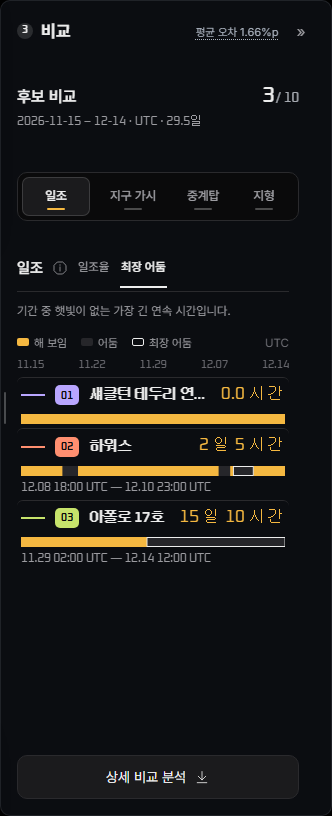 3 비교 평균 오차 1.66%p »
후보 비교 3 / 10
2026-11-15 – 12-14 · UTC · 29.5일
일조 지구 가시 중계탑 지형
일조 ⓘ 일조율 최장 어둠
기간 중 햇빛이 없는 가장 긴 연속 시간입니다.
해 보임 어둠 최장 어둠 UTC
11.15 11.22 11.29 12.07 12.14
01 섀클턴 테두리 연... 0.0 시간
02 하워스 2 일 5 시간
12.08 18:00 UTC — 12.10 23:00 UTC
03 아폴로 17호 15 일 10 시간
11.29 02:00 UTC — 12.14 12:00 UTC
상세 비교 분석